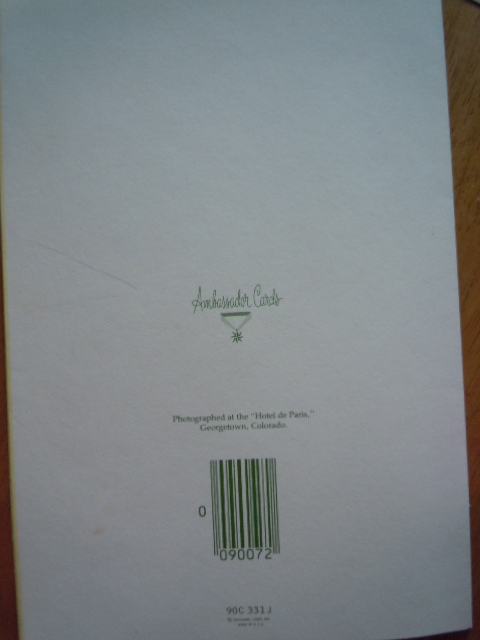 Ambassador Cards
Photographed at the "Hotel de Paris,"
Georgetown, Colorado.
0
090072
90C 331J